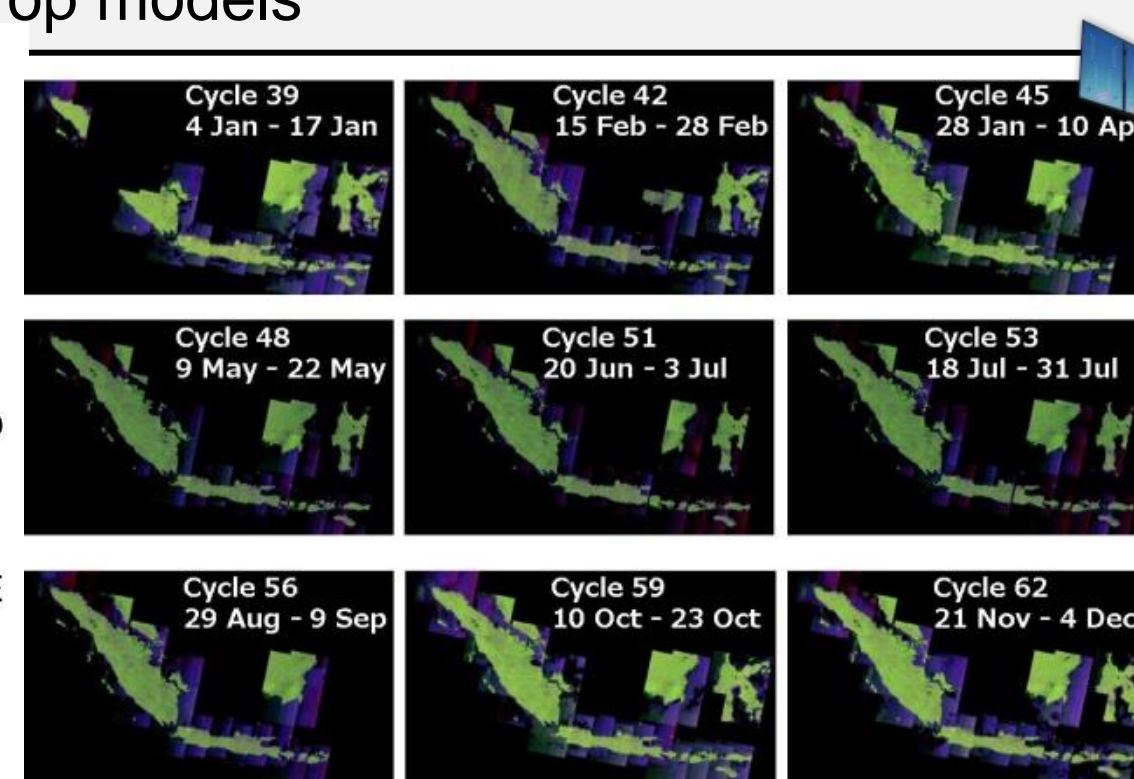 op models
Cycle 39
4 Jan - 17 Jan
Cycle 42
15 Feb - 28 Feb
Cycle 45
28 Jan - 10 Ap
Cycle 48
9 May - 22 May
Cycle 51
20 Jun - 3 Jul
Cycle 53
18 Jul - 31 Jul
Cycle 56
29 Aug - 9 Sep
Cycle 59
10 Oct - 23 Oct
Cycle 62
21 Nov - 4 Dec